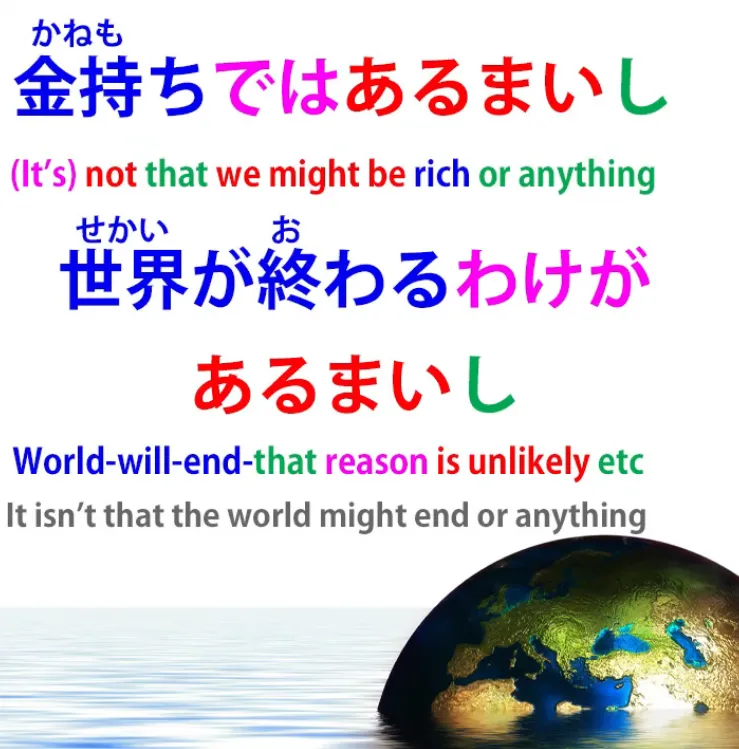 かねも
金持ちではあるまいし
(It's) not that we might be rich or anything
せかい お
世界が終わるわけが
あるまいし
World-will-end-that reason is unlikely etc
It isn't that the world might end or anything